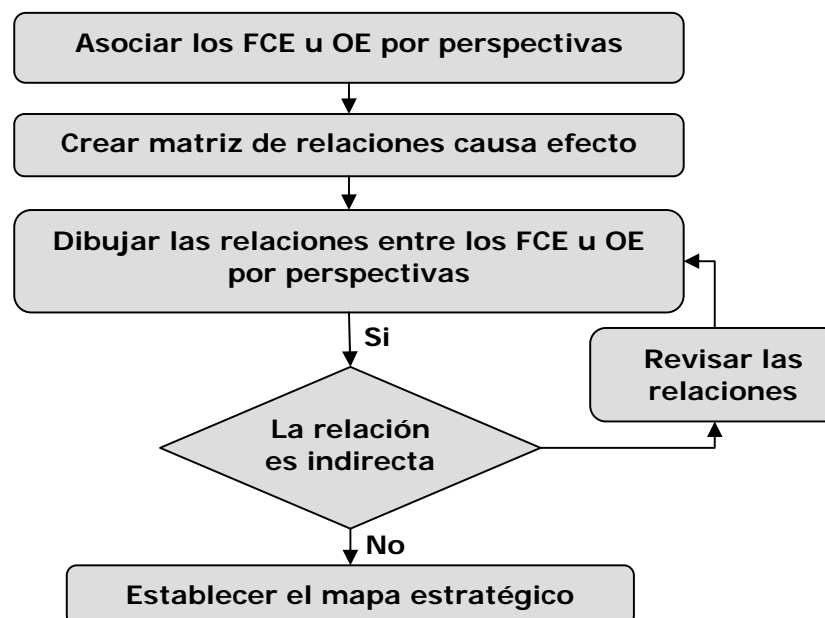 Asociar los FCE u OE por perspectivas
Crear matriz de relaciones causa efecto
Dibujar las relaciones entre los FCE u OE
por perspectivas
Si
Revisar las
relaciones
La relación
es indirecta
No
Establecer el mapa estratégico